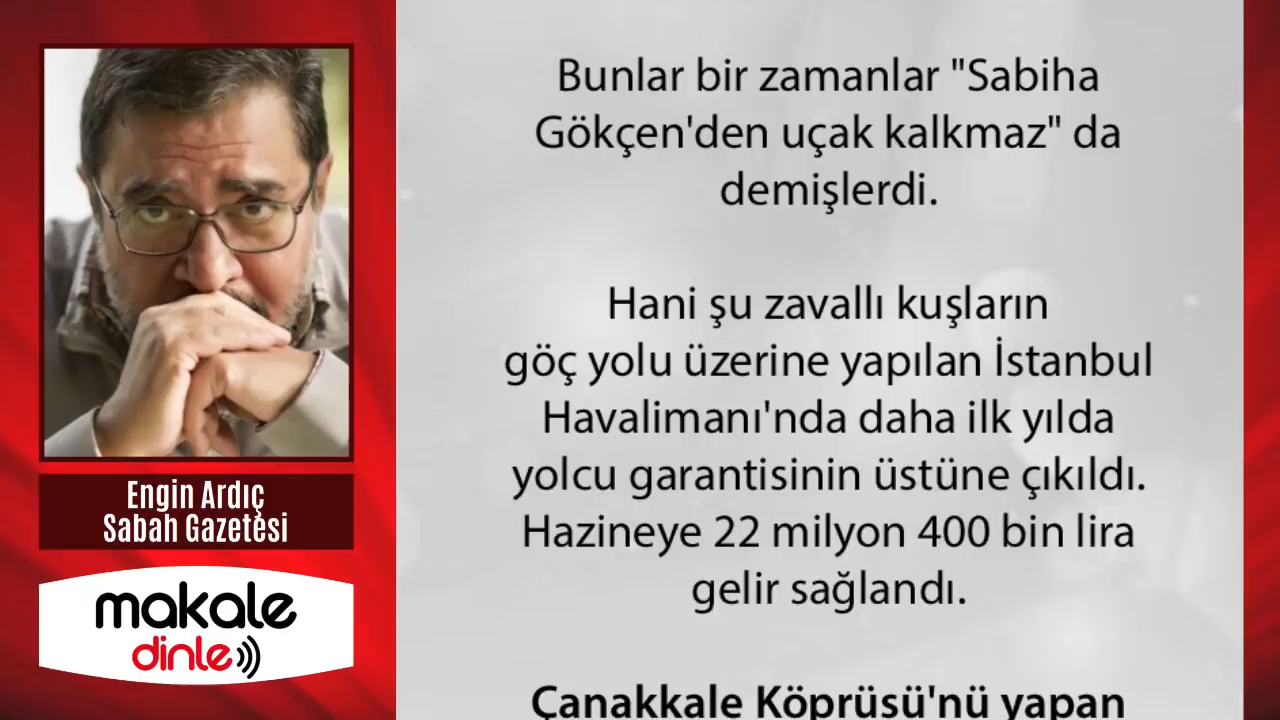 Engin Ardıç
Sabah Gazetesi
makale
dinle
Bunlar bir zamanlar "Sabiha
Gökçen'den uçak kalkmaz" da
demişlerdi.
Hani şu zavallı kuşların
göç yolu üzerine yapılan İstanbul
Havalimanı'nda daha ilk yılda
yolcu garantisinin üstüne çıkıldı.
Hazineye 22 milyon 400 bin lira
gelir sağlandı.
Çanakkale Köprüsü'nü yapan